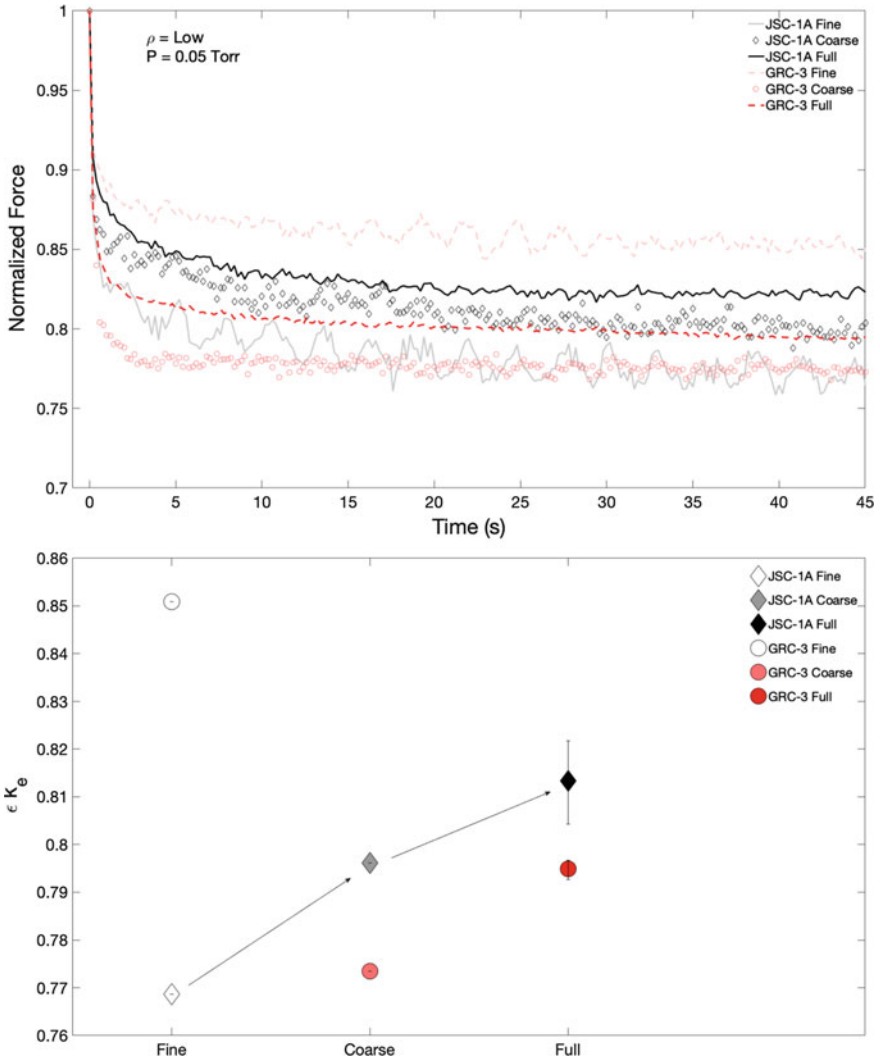 1
0.95
0.9
0.85
0.8
0.75
0.7
Normalized Force
ρ = Low
P = 0.05 Torr
JSC-1A Fine
JSC-1A Coarse
JSC-1A Full
GRC-3 Fine
GRC-3 Coarse
GRC-3 Full
0 5 10 15 20 25 30 35 40 45
Time (s)
0.86
0.85
0.84
0.83
0.82
0.81
0.8
0.79
0.78
0.77
0.76
ϵ K_e
JSC-1A Fine
JSC-1A Coarse
JSC-1A Full
GRC-3 Fine
GRC-3 Coarse
GRC-3 Full
Fine Coarse Full